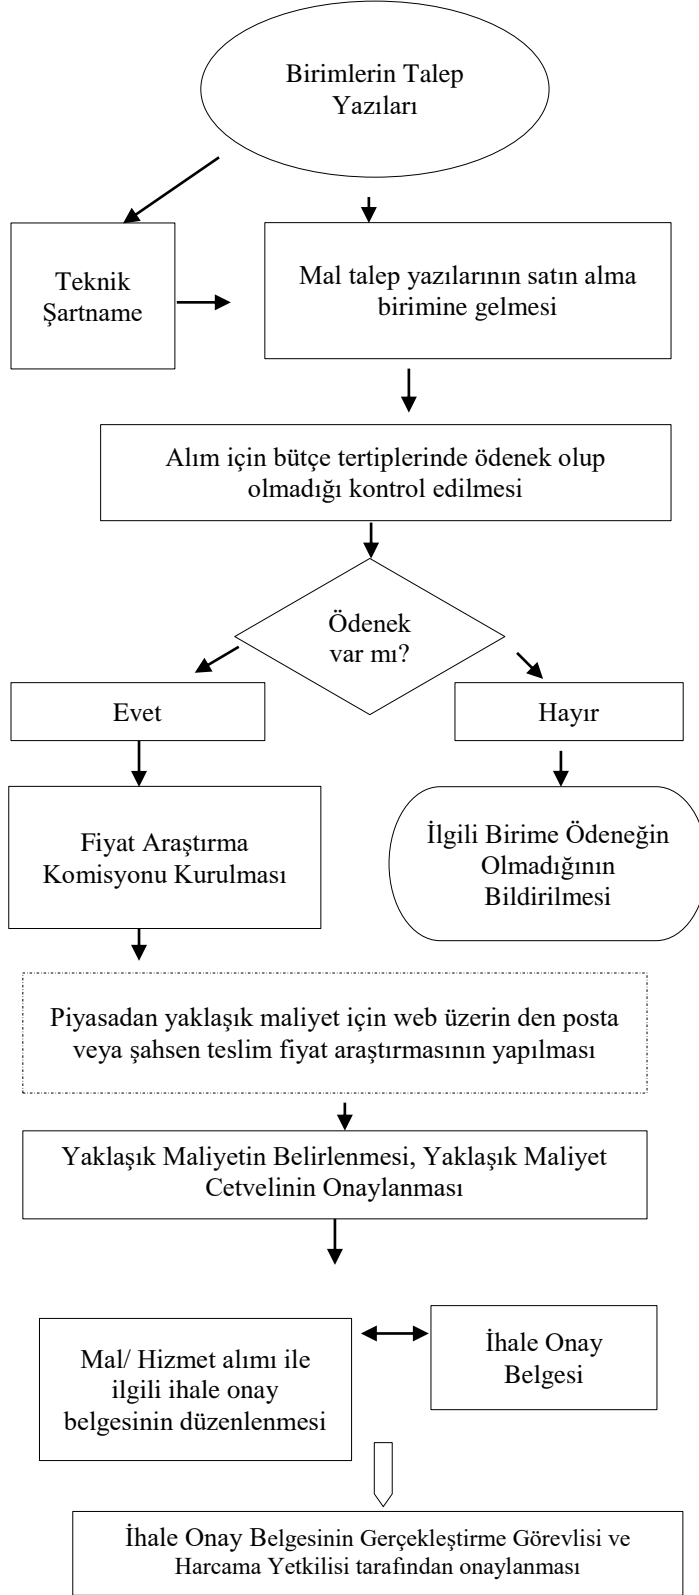 Birimlerin Talep
Yazıları
Teknik
Şartname
Mal talep yazılarının satın alma
birimine gelmesi
Alım için bütçe tertiplerinde ödenek olup
olmadığı kontrol edilmesi
Ödenek
var mı?
Evet
Hayır
Fiyat Araştırma
Komisyonu Kurulması
İlgili Birime Ödeneğin
Olmadığının
Bildirilmesi
Piyasadan yaklaşık maliyet için web üzerin den posta
veya şahsen teslim fiyat araştırmasının yapılması
Yaklaşık Maliyetin Belirlenmesi, Yaklaşık Maliyet
Cetvelinin Onaylanması
Mal/ Hizmet alımı ile
ilgili ihale onay
belgesinin düzenlenmesi
İhale Onay
Belgesi
İhale Onay Belgesinin Gerçekleştirme Görevlisi ve
Harcama Yetkilisi tarafından onaylanması